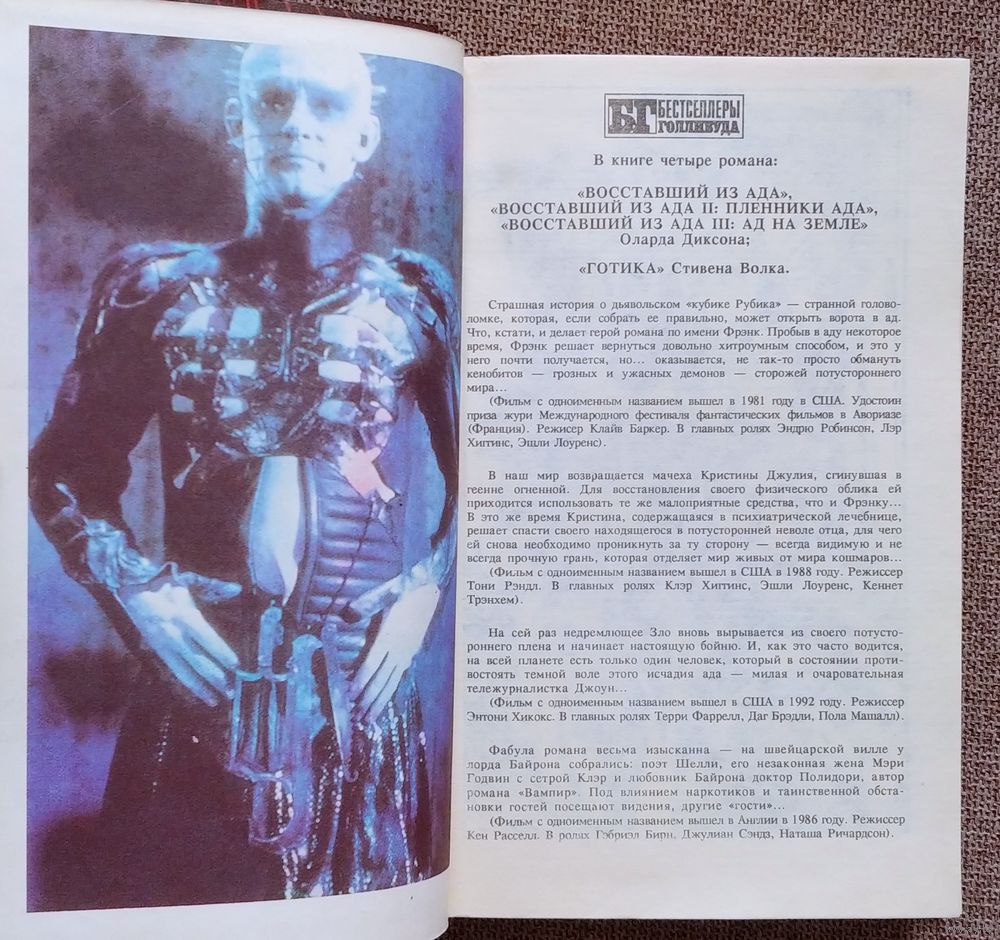 БГ БЕСТСЕЛЛЕРЫ
ГОЛЛИВУДА
В книге четыре романа:
«ВОССТАВШИЙ ИЗ АДА»,
«ВОССТАВШИЙ ИЗ АДА II: ПЛЕННИКИ АДА»,
«ВОССТАВШИЙ ИЗ АДА III: АД НА ЗЕМЛЕ»
Оларда Диксона;
«ГОТИКА» Стивена Волка.
Страшная история о дьявольском «кубике Рубика» — странной голово-
ломке, которая, если собрать ее правильно, может открыть ворота в ад.
Что, кстати, и делает герой романа по имени Фрэнк. Пробыв в аду некоторое
время, Фрэнк решает вернуться довольно хитроумным способом, и это у
него почти получается, но... оказывается, не так-то просто обмануть
кенобитов — грозных и ужасных демонов — сторожей потустороннего
мира...
(Фильм с одноименным названием вышел в 1981 году в США. Удостоин
приза жури Международного фестиваля фантастических фильмов в Авориазе
(Франция). Режисер Клайв Баркер. В главных ролях Эндрю Робинсон, Лэр
Хиггинс, Эшли Лоуренс).
В наш мир возвращается мачеха Кристины Джулия, сгинувшая в
геенне огненной. Для восстановления своего физического облика ей
приходится использовать те же малоприятные средства, что и Фрэнку...
В это же время Кристина, содержащаяся в психиатрической лечебнице,
решает спасти своего находящегося в потусторонней неволе отца, для чего
ей снова необходимо проникнуть за ту сторону — всегда видимую и не
всегда прочную грань, которая отделяет мир живых от мира кошмаров...
(Фильм с одноименным названием вышел в США в 1988 году. Режиссер
Тони Рэндл. В главных ролях Клэр Хиггинс, Эшли Лоуренс, Кеннет
Трэнхем).
На сей раз недремлющее Зло вновь вырывается из своего потусто-
роннего плена и начинает настоящую бойню. И, как это часто водится,
на всей планете есть только один человек, который в состоянии проти-
востоять темной воле этого исчадия ада — милая и очаровательная
тележурналистка Джоун...
(Фильм с одноименным названием вышел в США в 1992 году. Режиссер
Энтони Хикокс. В главных ролях Терри Фаррелл, Даг Брэдли, Пола Машалл).
Фабула романа весьма изысканна — на швейцарской вилле у
лорда Байрона собрались: поэт Шелли, его незаконная жена Мэри
Годвин с сетрой Клэр и любовник Байрона доктор Полидори, автор
романа «Вампир». Под влиянием наркотиков и таинственной обста-
новки гостей посещают видения, другие «гости»...
(Фильм с одноименным названием вышел в Англии в 1986 году. Режиссер
Кен Расселл. В ролях Гэбриэл Бирн, Джулиан Сэндз, Наташа Ричардсон).